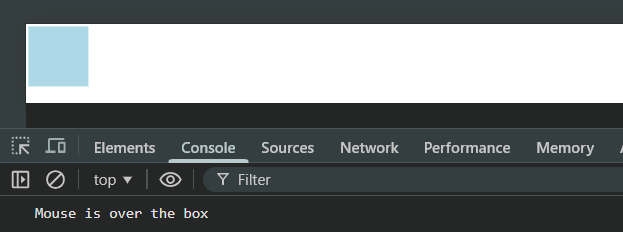 Elements Console Sources Network Performance Memory
top Filter
Mouse is over the box